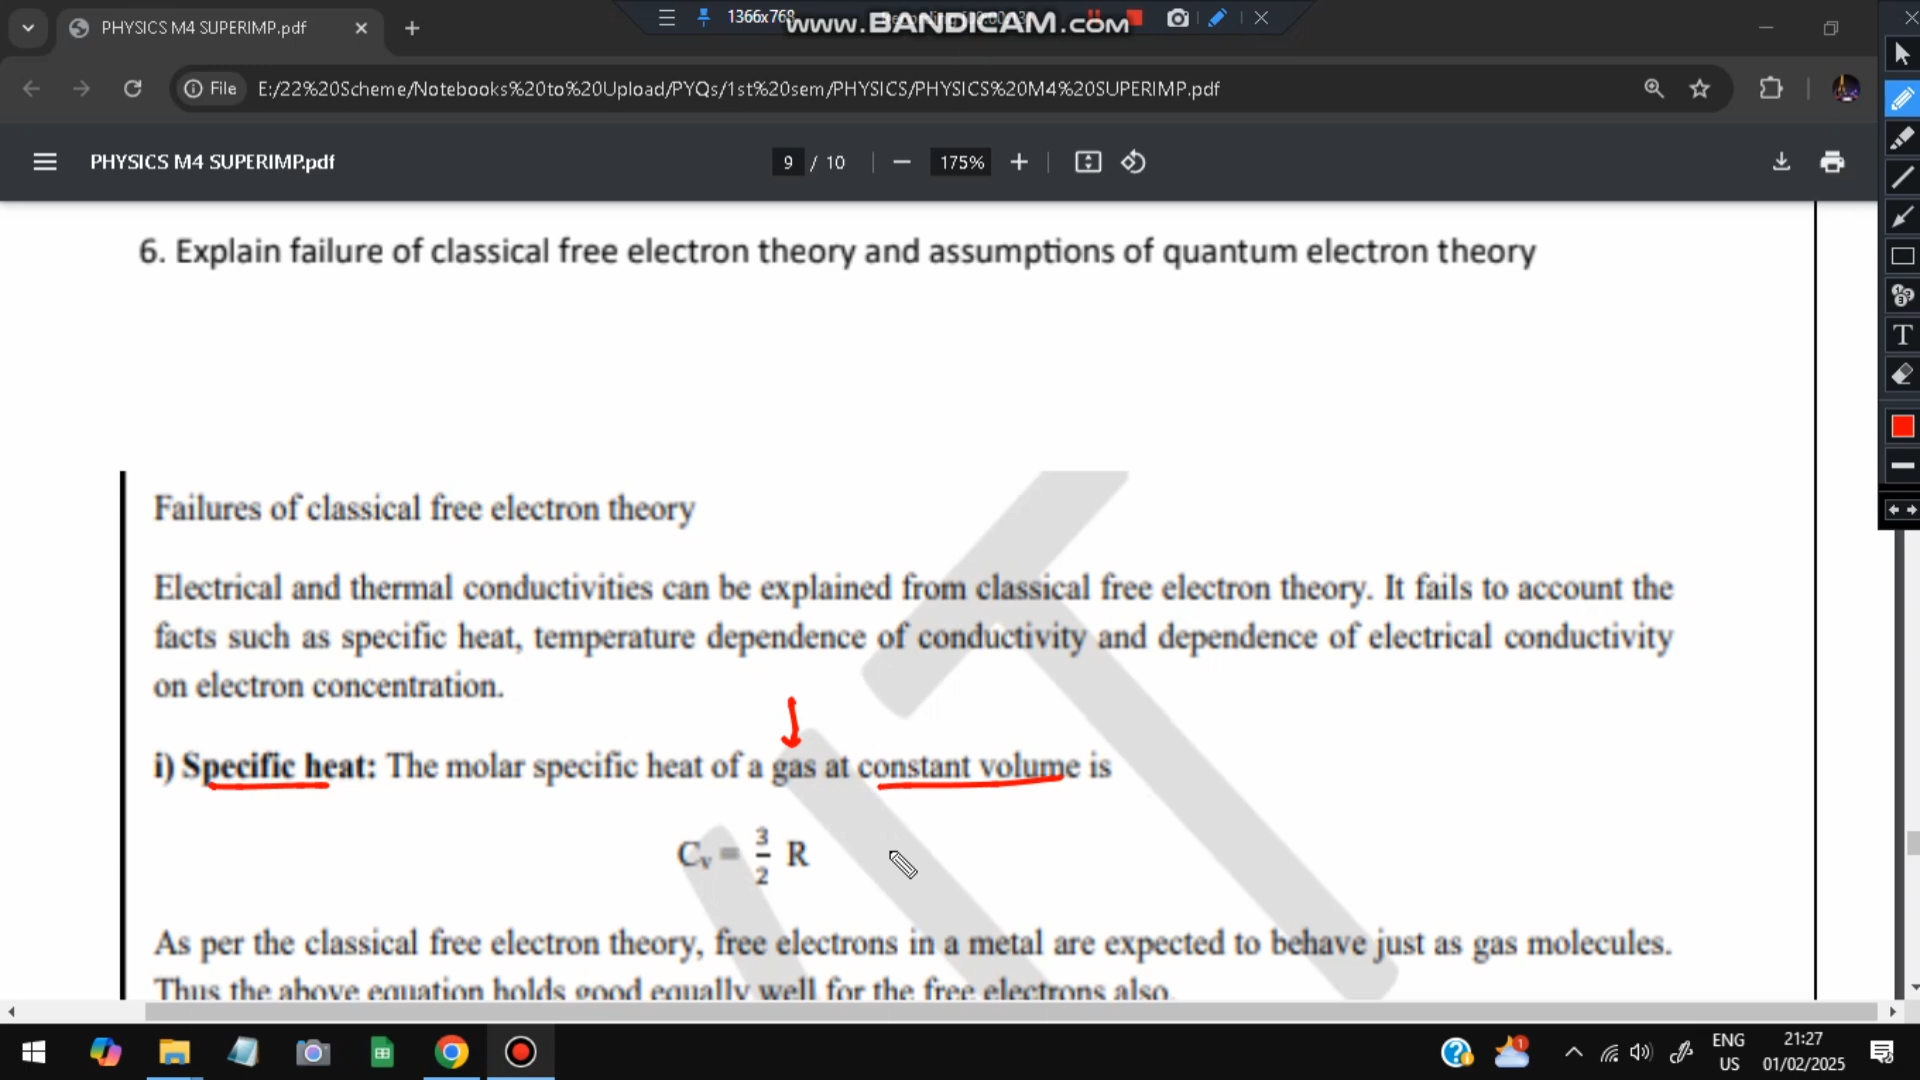 PHYSICS M4 SUPERIMP.pdf
1366x768
www.BANDICAM.com
File
E:/22%20Scheme/Notebooks%20to%20Upload/PYQs/1st%20sem/PHYSICS/PHYSICS%20M4%20SUPERIMP.pdf
PHYSICS M4 SUPERIMP.pdf
9 / 10
175%
6. Explain failure of classical free electron theory and assumptions of quantum electron theory
Failures of classical free electron theory
Electrical and thermal conductivities can be explained from classical free electron theory. It fails to account the
facts such as specific heat, temperature dependence of conductivity and dependence of electrical conductivity
on electron concentration.
i) Specific heat: The molar specific heat of a gas at constant volume is
Cv = 3/2 R
As per the classical free electron theory, free electrons in a metal are expected to behave just as gas molecules.
Thus the above equation holds good equally well for the free electrons also.
ENG
US
21:27
01/02/2025